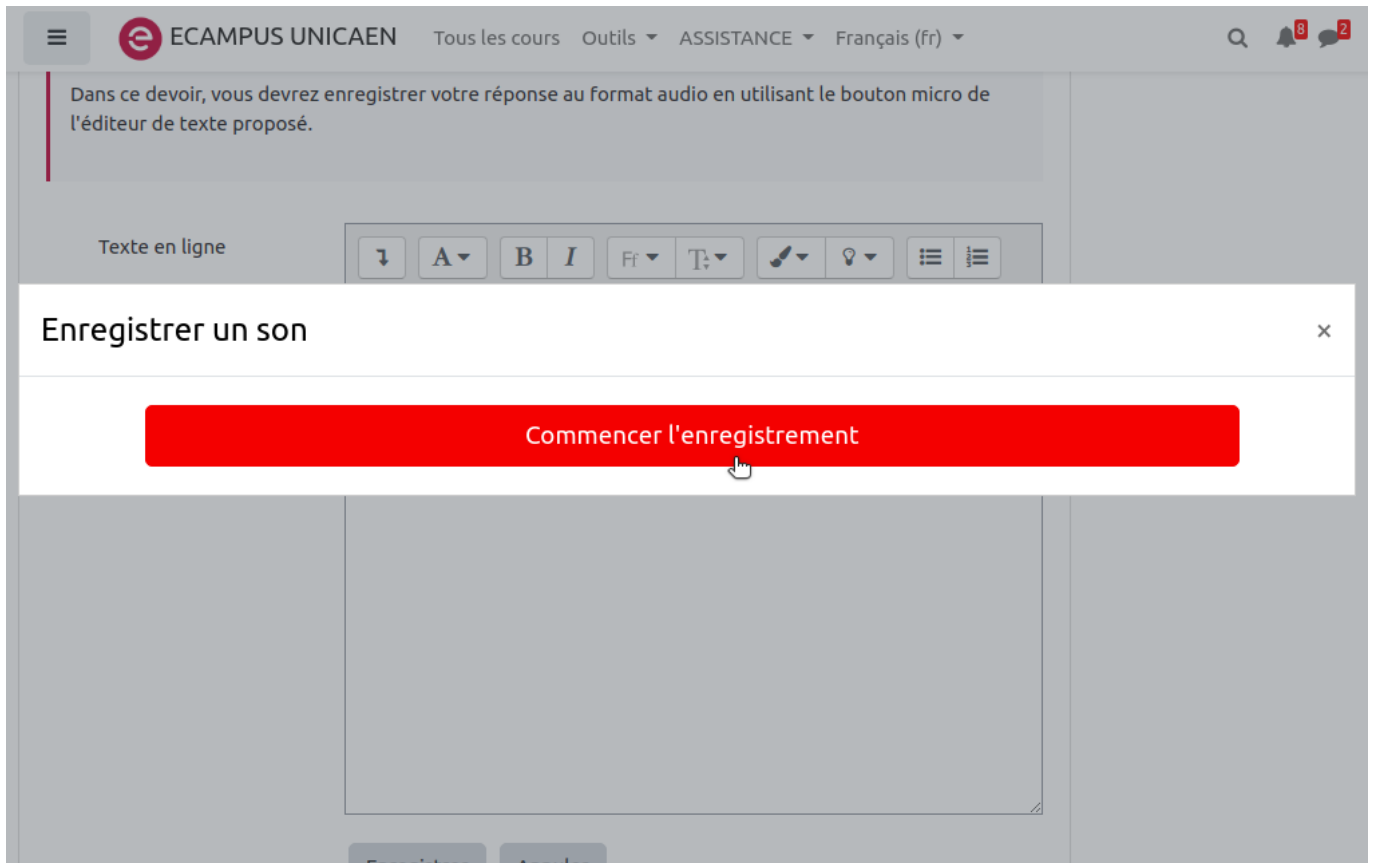 ECAMPUS UNICAEN Tous les cours Outils ASSISTANCE Français (fr) 8 2
Dans ce devoir, vous devrez enregistrer votre réponse au format audio en utilisant le bouton micro de
l'éditeur de texte proposé.
Texte en ligne
A B I Ff T
Enregistrer un son ×
Commencer l'enregistrement